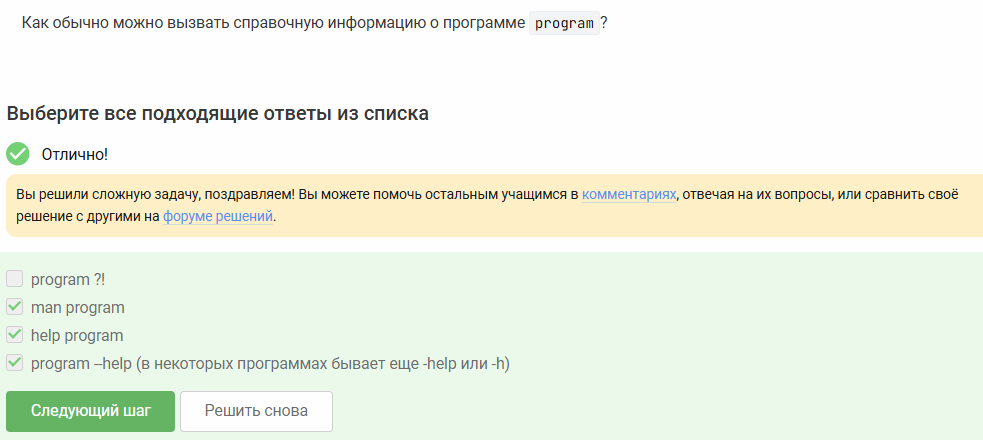 Как обычно можно вызвать справочную информацию о программе program?
Выберите все подходящие ответы из списка
Отлично!
Вы решили сложную задачу, поздравляем! Вы можете помочь остальным учащимся в комментариях, отвечая на их вопросы, или сравнить своё
решение с другими на форуме решений.
program ?!
man program
help program
program --help (в некоторых программах бывает еще -help или -h)
Следующий шаг
Решить снова